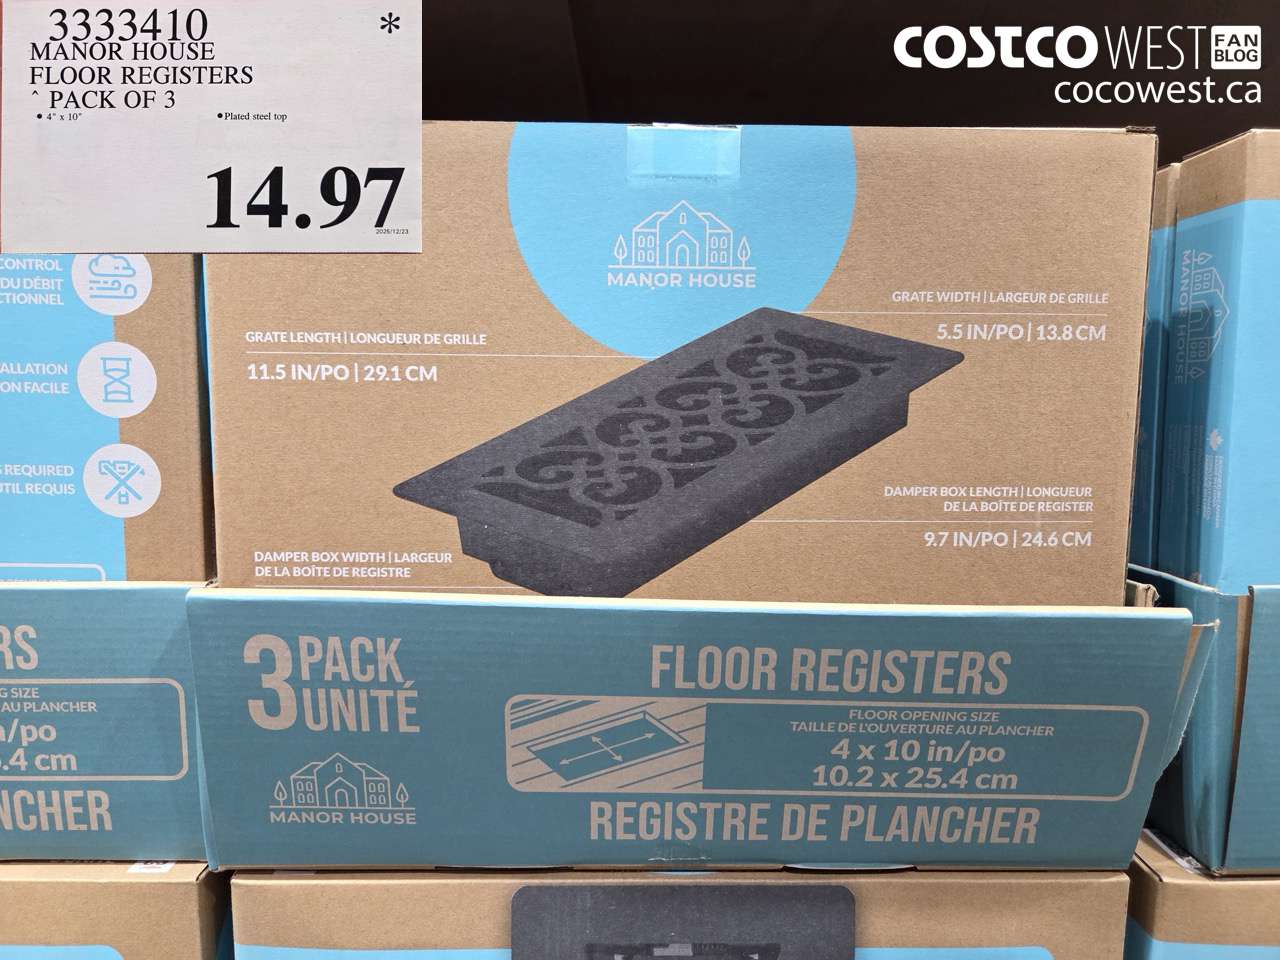 3333410 *
MANOR HOUSE
FLOOR REGISTERS
^ PACK OF 3
• 4" x 10" • Plated steel top
14.97
2025/12/23
COSTCO WEST FAN BLOG
cocowest.ca
CONTROL
DU DÉBIT
CTIONNEL
ALLATION
ON FACILE
S REQUIRED
UTIL REQUIS
MANOR HOUSE
GRATE LENGTH | LONGUEUR DE GRILLE
11.5 IN/PO | 29.1 CM
GRATE WIDTH | LARGEUR DE GRILLE
5.5 IN/PO | 13.8 CM
DAMPER BOX LENGTH | LONGUEUR
DE LA BOÎTE DE REGISTER
9.7 IN/PO | 24.6 CM
DAMPER BOX WIDTH | LARGEUR
DE LA BOÎTE DE REGISTRE
MANOR HOUSE
RS
G SIZE
AU PLANCHER
n/po
.4 cm
NCHER
3 PACK
UNITÉ
MANOR HOUSE
FLOOR REGISTERS
FLOOR OPENING SIZE
TAILLE DE L'OUVERTURE AU PLANCHER
4 x 10 in/po
10.2 x 25.4 cm
REGISTRE DE PLANCHER